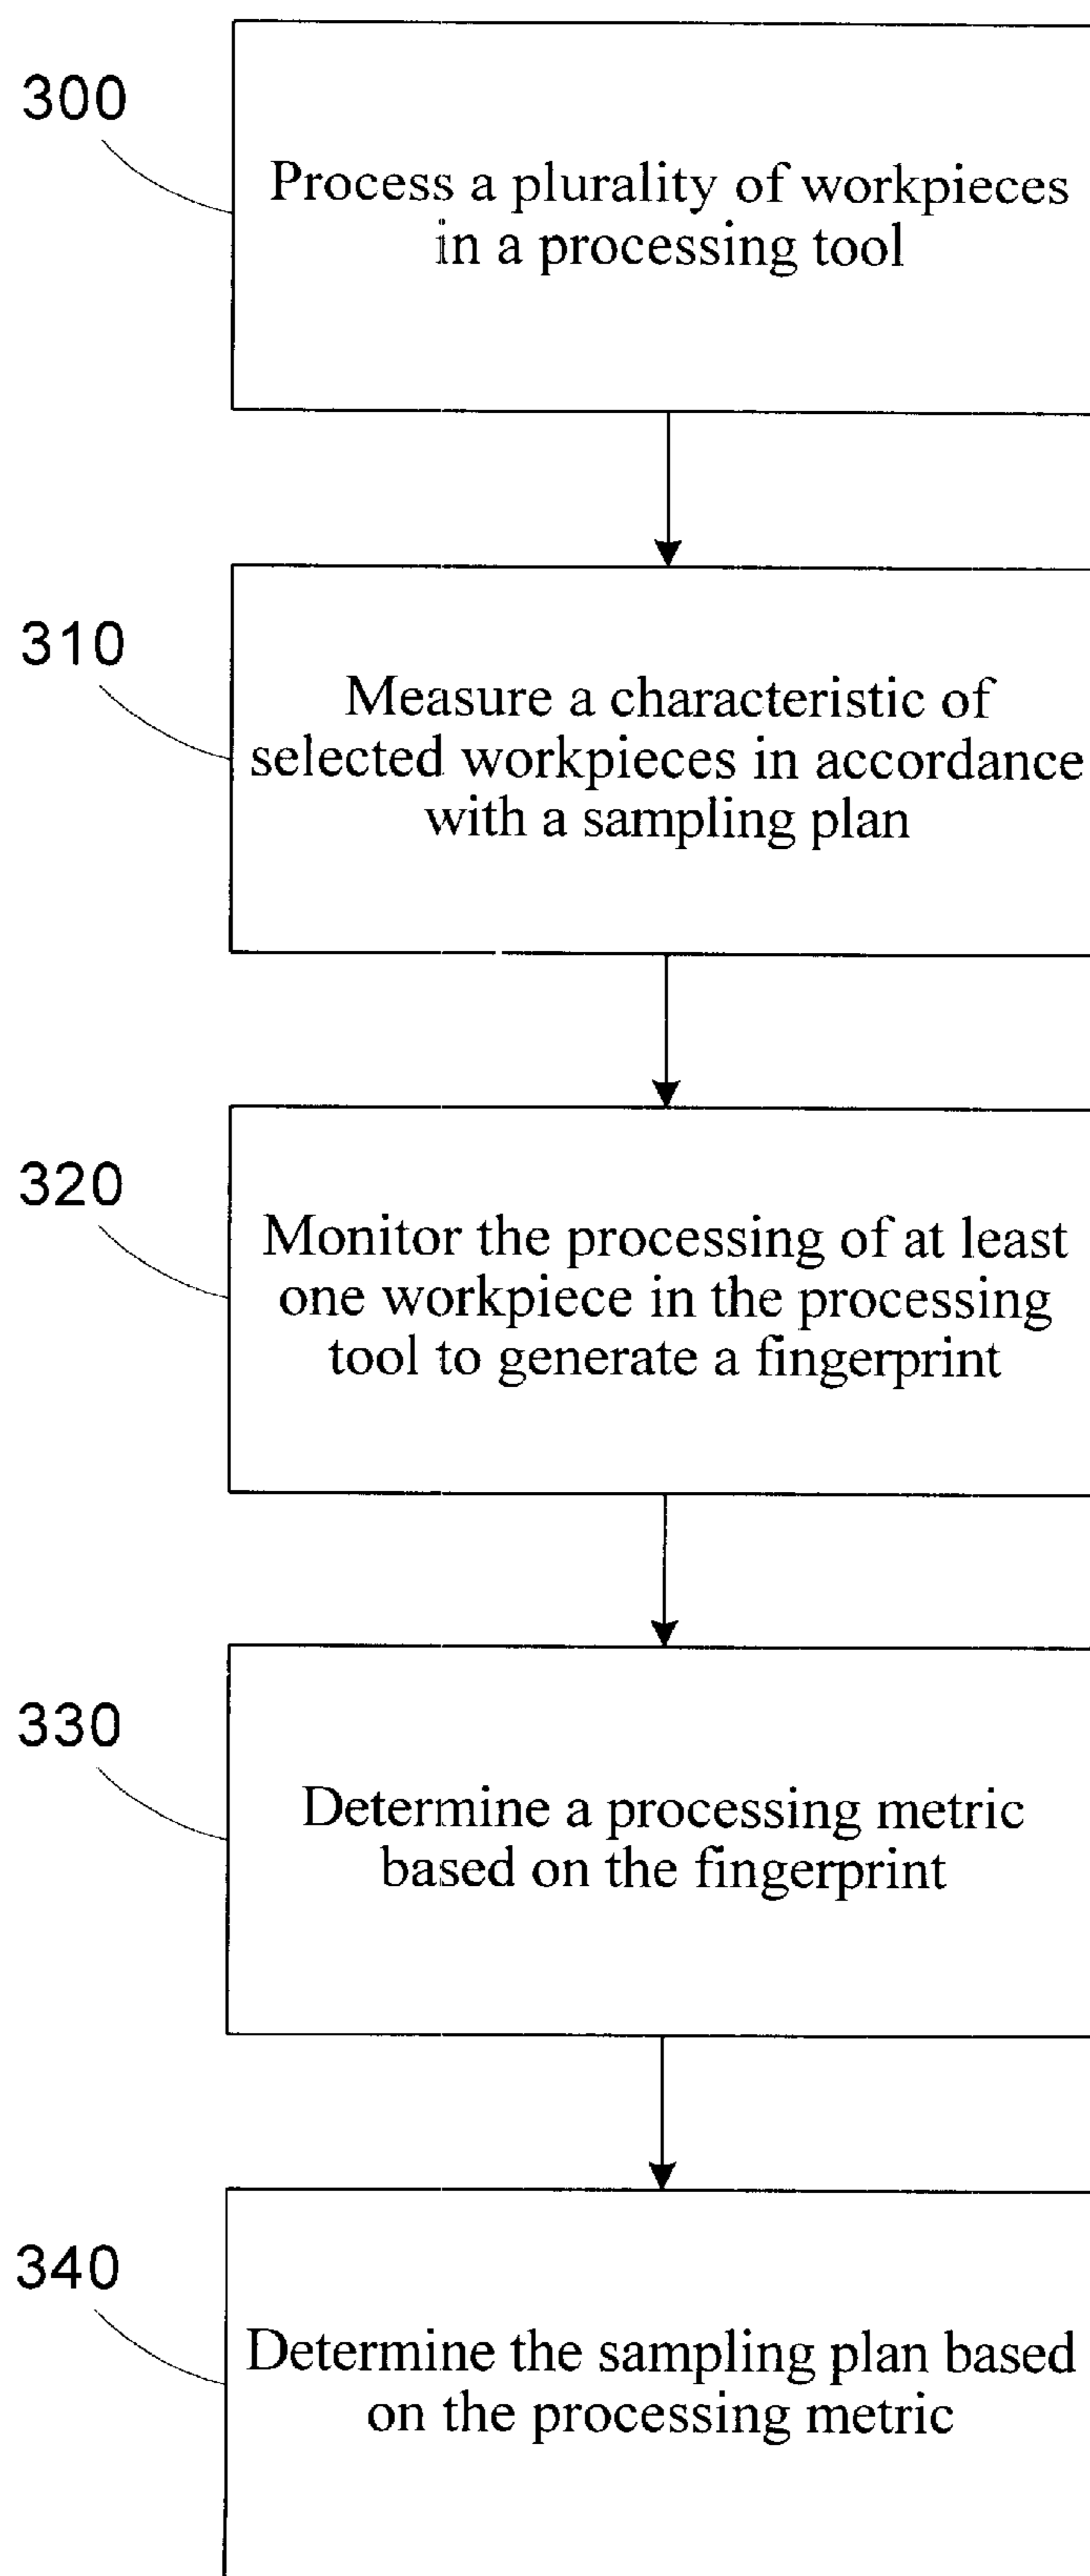 300
Process a plurality of workpieces
in a processing tool
310
Measure a characteristic of
selected workpieces in accordance
with a sampling plan
320
Monitor the processing of at least
one workpiece in the processing
tool to generate a fingerprint
330
Determine a processing metric
based on the fingerprint
340
Determine the sampling plan based
on the processing metric